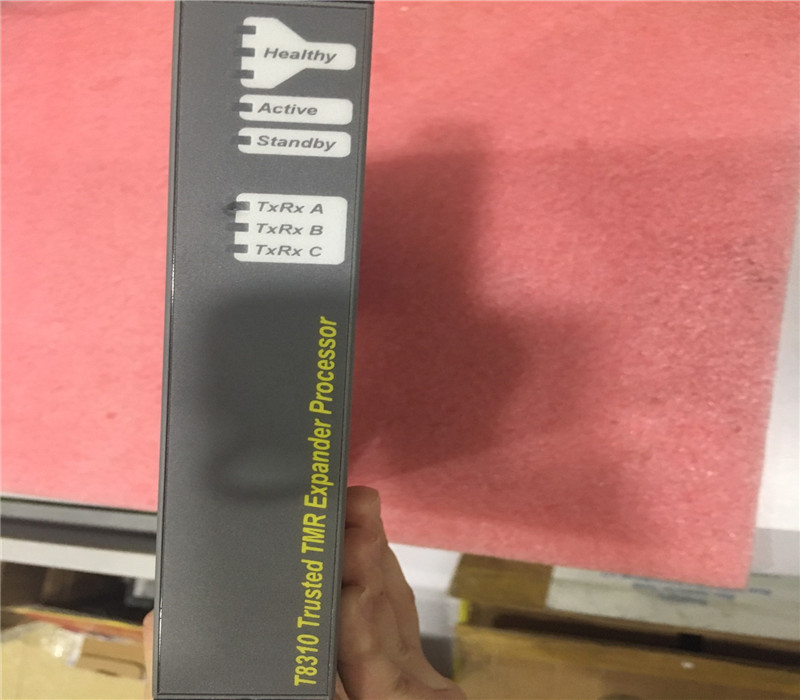 Healthy
Active
Standby
TxRx A
TxRx B
TxRx C
T8310 Trusted TMR Expander Processor